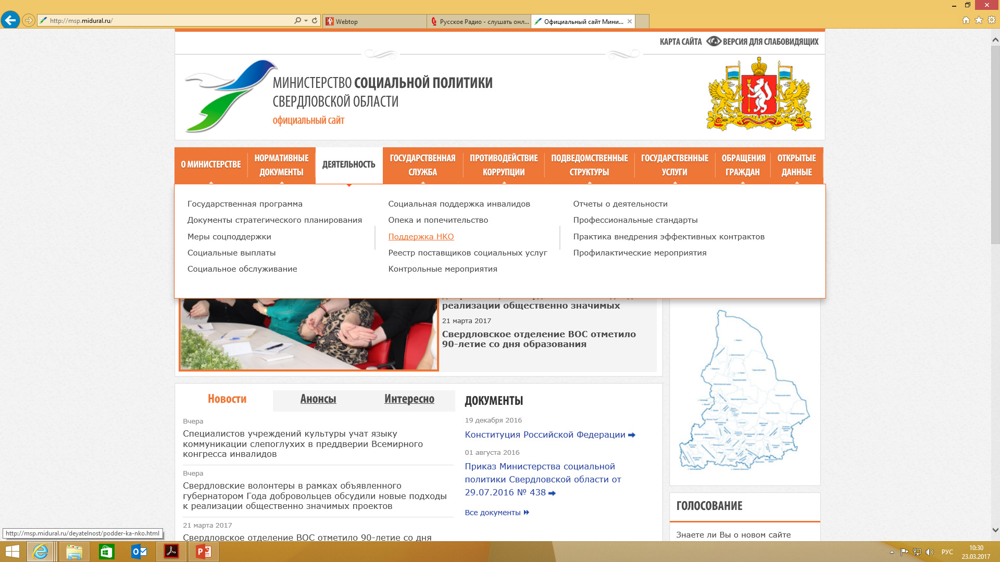 http://msp.midural.ru/
Webtop
Русское Радио - слушать онл...
Официальный сайт Мини...
КАРТА САЙТА
ВЕРСИЯ ДЛЯ СЛАБОВИДЯЩИХ
МИНИСТЕРСТВО СОЦИАЛЬНОЙ ПОЛИТИКИ
СВЕРДЛОВСКОЙ ОБЛАСТИ
официальный сайт
О МИНИСТЕРСТВЕ
НОРМАТИВНЫЕ
ДОКУМЕНТЫ
ДЕЯТЕЛЬНОСТЬ
ГОСУДАРСТВЕННАЯ
СЛУЖБА
ПРОТИВОДЕЙСТВИЕ
КОРРУПЦИИ
ПОДВЕДОМСТВЕННЫЕ
СТРУКТУРЫ
ГОСУДАРСТВЕННЫЕ
УСЛУГИ
ОБРАЩЕНИЯ
ГРАЖДАН
ОТКРЫТЫЕ
ДАННЫЕ
Государственная программа
Документы стратегического планирования
Меры соцподдержки
Социальные выплаты
Социальное обслуживание
Социальная поддержка инвалидов
Опека и попечительство
Поддержка НКО
Реестр поставщиков социальных услуг
Контрольные мероприятия
Отчеты о деятельности
Профессиональные стандарты
Практика внедрения эффективных контрактов
Профилактические мероприятия
реализации общественно значимых
21 марта 2017
Свердловское отделение ВОС отметило
90-летие со дня образования
Новости
Анонсы
Интересно
Вчера
Специалистов учреждений культуры учат языку
коммуникации слепоглухих в преддверии Всемирного
конгресса инвалидов
Вчера
Свердловские волонтеры в рамках объявленного
губернатором Года добровольцев обсудили новые подходы
к реализации общественно значимых проектов
21 марта 2017
Свердловское отделение ВОС отметило 90-летие со дня
ДОКУМЕНТЫ
19 декабря 2016
Конституция Российской Федерации
01 августа 2016
Приказ Министерства социальной
политики Свердловской области от
29.07.2016 № 438
Все документы
ГОЛОСОВАНИЕ
Знаете ли Вы о новом сайте
http://msp.midural.ru/deyatelnost/podder-ka-nko.html
РУС
10:30
23.03.2017